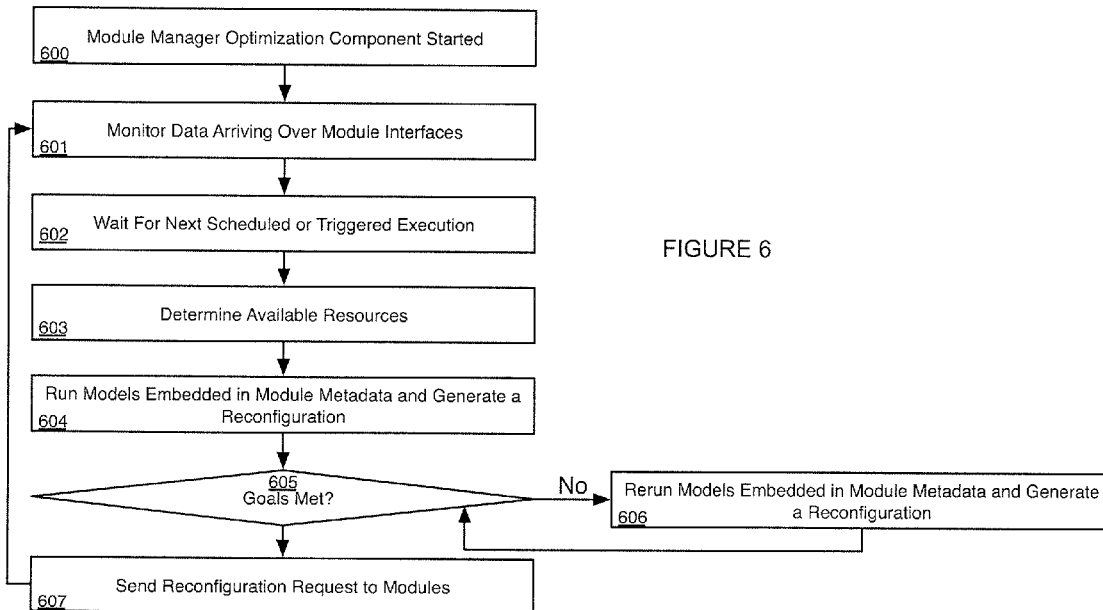 Module Manager Optimization Component Started
600
Monitor Data Arriving Over Module Interfaces
601
Wait For Next Scheduled or Triggered Execution
602
FIGURE 6
Determine Available Resources
603
Run Models Embedded in Module Metadata and Generate a
Reconfiguration
604
605
Goals Met?
No
Rerun Models Embedded in Module Metadata and Generate
a Reconfiguration
606
Send Reconfiguration Request to Modules
607